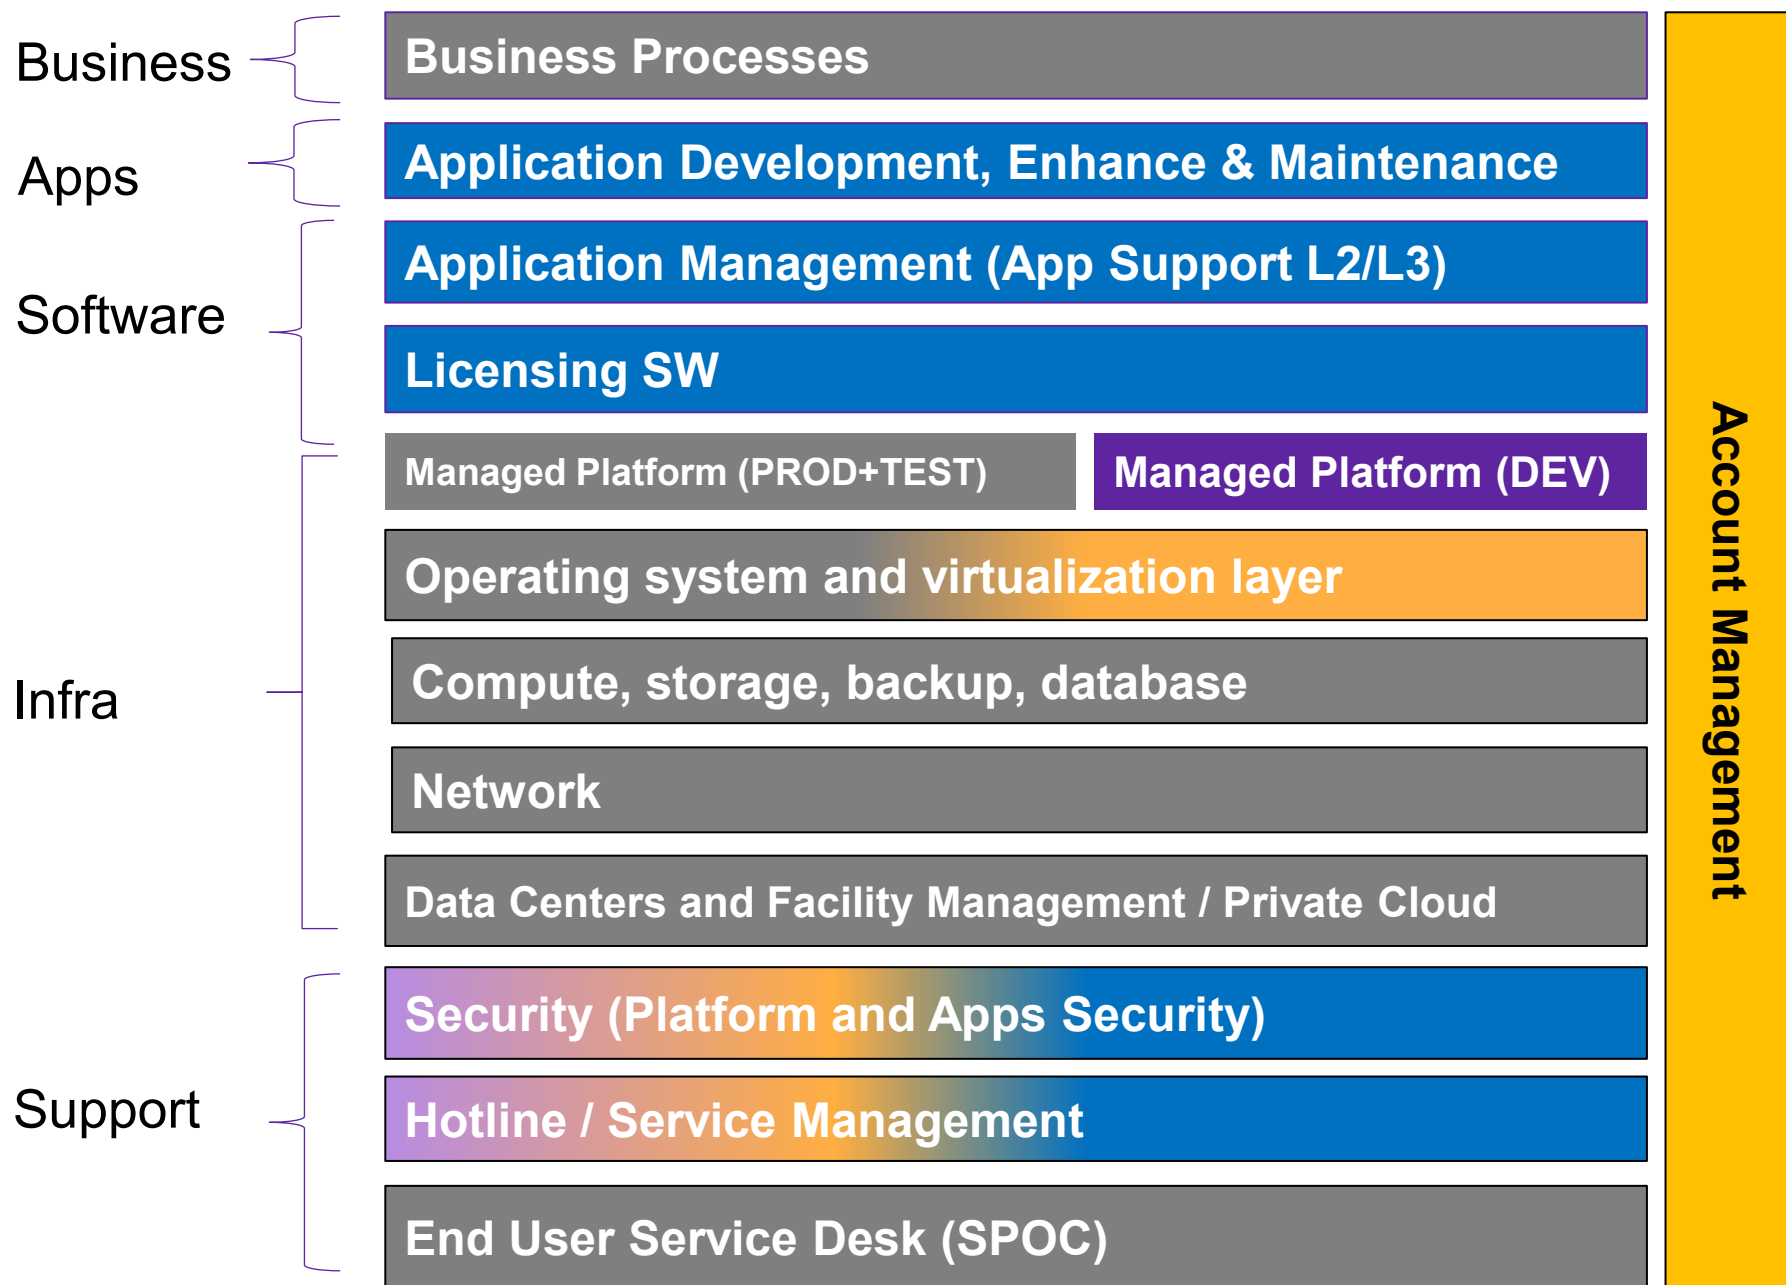 Business
Business Processes
Apps
Application Development, Enhance & Maintenance
Software
Application Management (App Support L2/L3)
Licensing SW
Infra
Managed Platform (PROD+TEST)
Managed Platform (DEV)
Operating system and virtualization layer
Compute, storage, backup, database
Network
Data Centers and Facility Management / Private Cloud
Support
Security (Platform and Apps Security)
Hotline / Service Management
End User Service Desk (SPOC)
Account Management